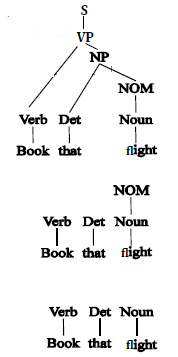 S
VP
NP
NOM
Verb Det Noun
Book that flight
NOM
Verb Det Noun
Book that flight
Verb Det Noun
Book that flight